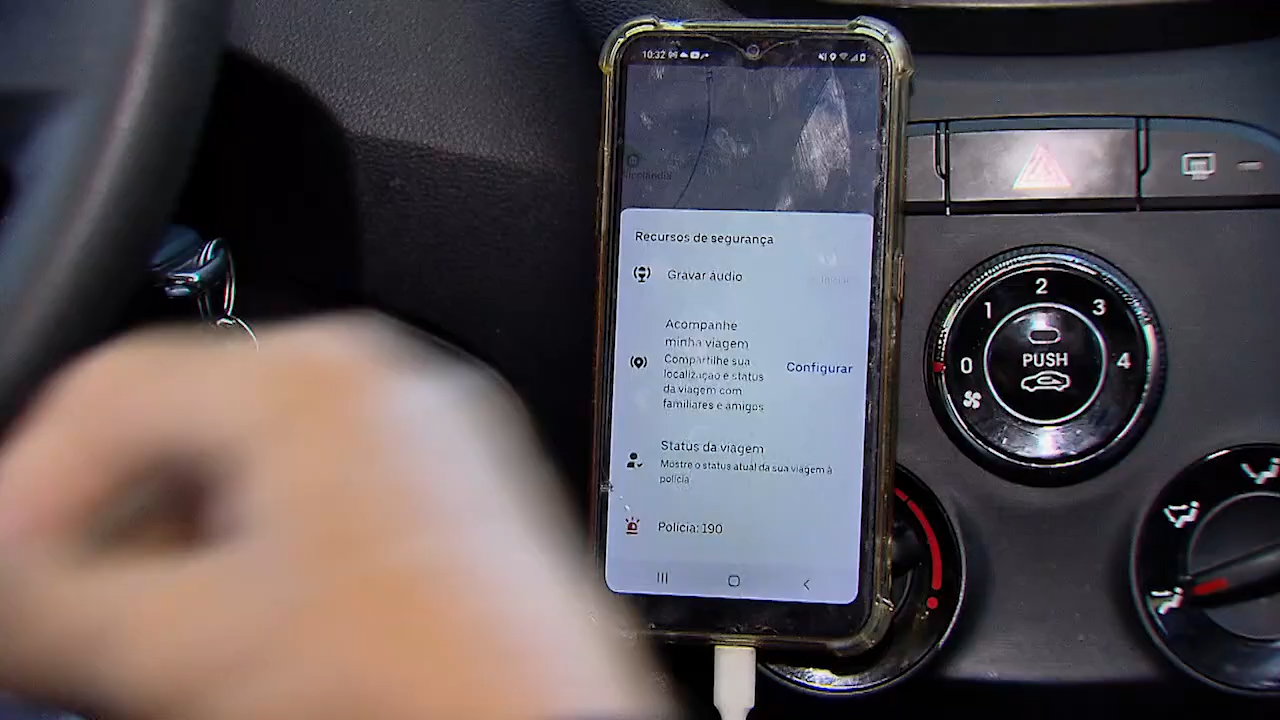 10:32
Recursos de segurança
Gravar áudio
Acompanhe
minha viagem
Compartilhe sua
localização e status
da viagem com
familiares e amigos
Configurar
Status da viagem
Mostre o status atual da sua viagem à
polícia
Polícia: 190
0
1
2
3
4
PUSH